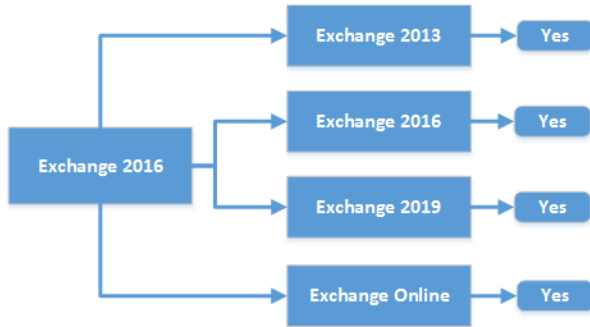 Exchange 2013
Yes
Exchange 2016
Yes
Exchange 2016
Exchange 2019
Yes
Exchange Online
Yes